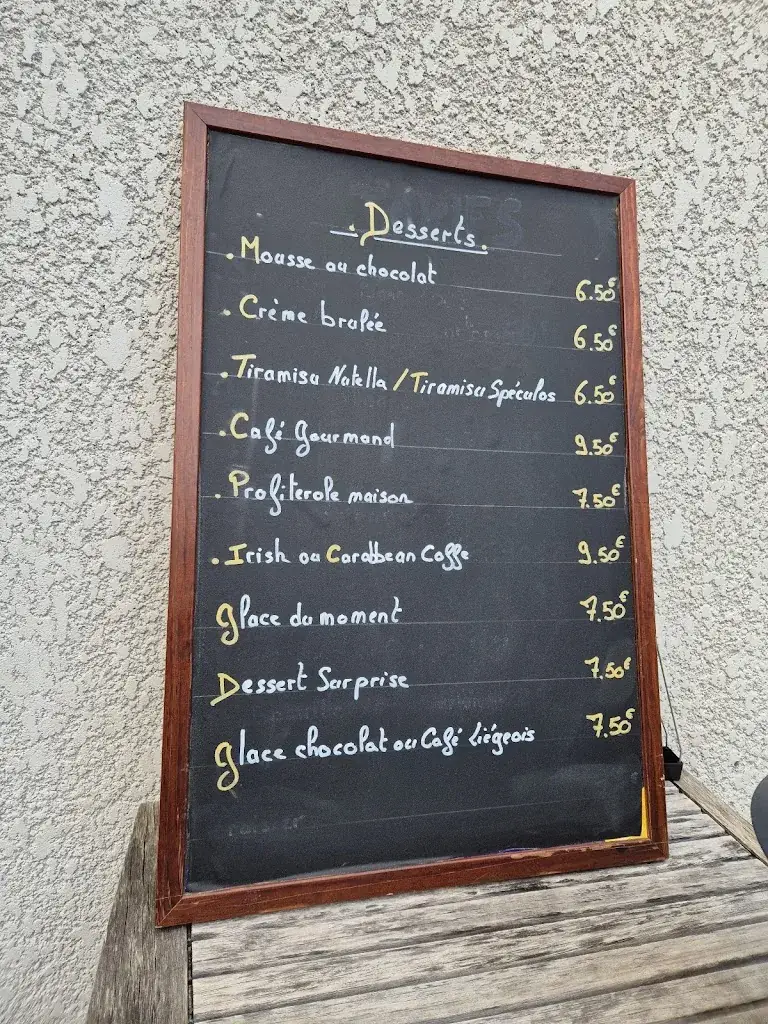 . Desserts.
. Mousse au chocolat 6.50€
. Crème brulée 6.50€
. Tiramisu Nutella / Tiramisu Spéculos 6.50€
. Café Gourmand 9.50€
. Profiterole maison 7.50€
. Irish ou Carabbean Coffe 9.50€
Glace du moment 7.50€
Dessert Surprise 7.50€
Glace chocolat ou Café liégeois 7.50€